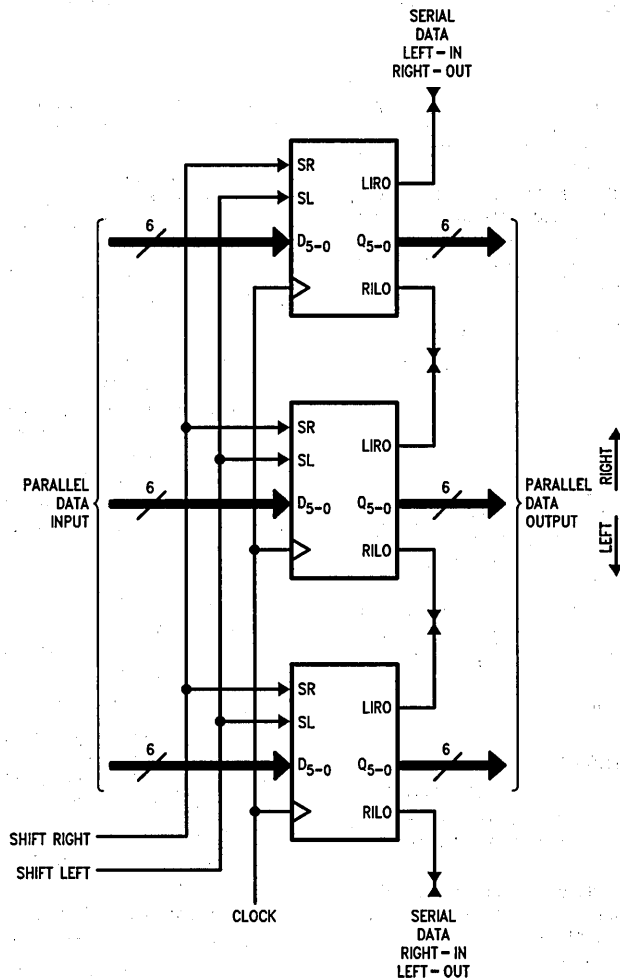 SERIAL
DATA
LEFT-IN
RIGHT-OUT
SR
LIRO
SL
6
D5-0
Q5-0
6
RILO
SR
LIRO
SL
PARALLEL
DATA
INPUT
6
D5-0
Q5-0
6
PARALLEL
DATA
OUTPUT
RIGHT
LEFT
RILO
SR
LIRO
SL
6
D5-0
Q5-0
6
RILO
SHIFT RIGHT
SHIFT LEFT
CLOCK
SERIAL
DATA
RIGHT-IN
LEFT-OUT